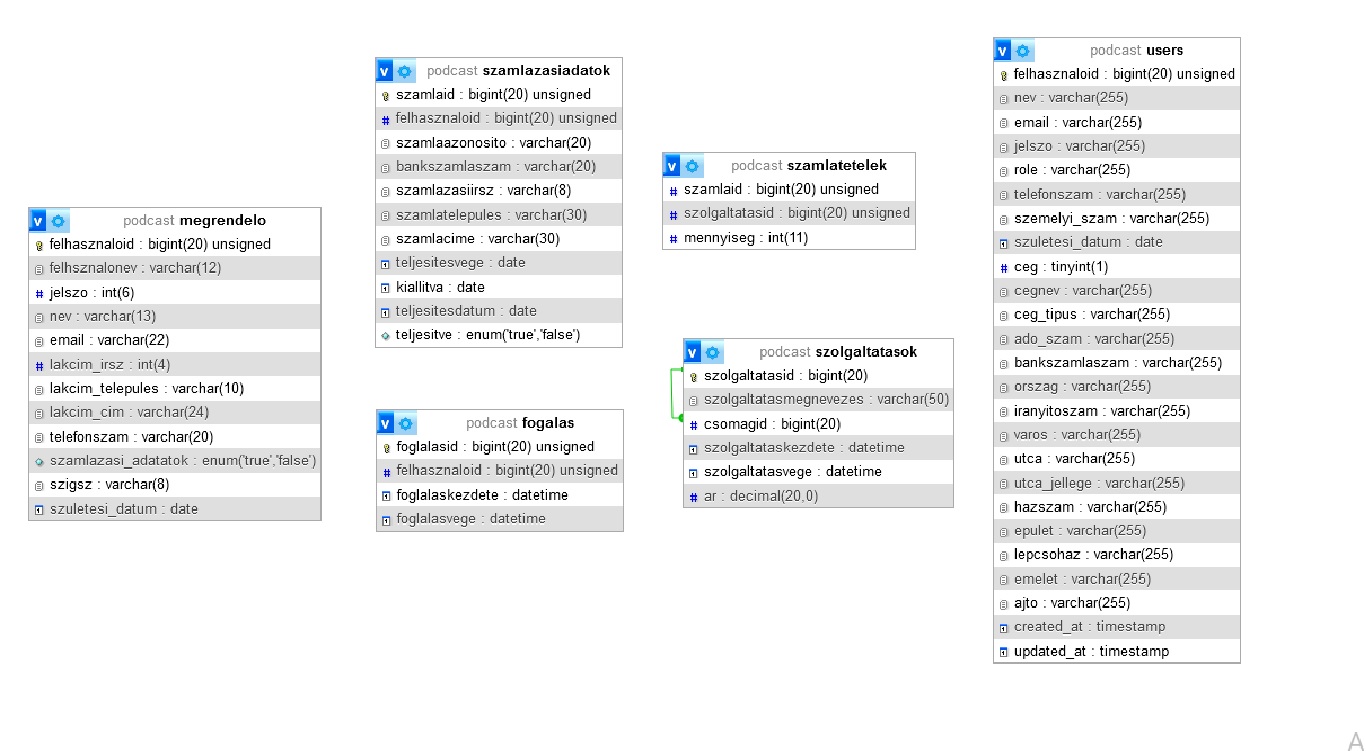 podcast megrendelo
felhasznaloid : bigint(20) unsigned
felhsznalonev : varchar(12)
jelszo : int(6)
nev : varchar(13)
email : varchar(22)
lakcim_irsz : int(4)
lakcim_telepules : varchar(10)
lakcim_cim : varchar(24)
telefonszam : varchar(20)
szamlazasi_adatatok : enum('true','false')
szigsz : varchar(8)
szuletesi_datum : date
podcast szamlazasiadatok
szamlaid : bigint(20) unsigned
felhasznaloid : bigint(20) unsigned
szamlaazonosito : varchar(20)
bankszamlaszam : varchar(20)
szamlazasiirsz : varchar(8)
szamlatelepules : varchar(30)
szamlacime : varchar(30)
teljesitesvege : date
kiallitva : date
teljesitesdatum : date
teljesitve : enum('true','false')
podcast fogalas
foglalasid : bigint(20) unsigned
felhasznaloid : bigint(20) unsigned
foglalaskezdete : datetime
foglalasvege : datetime
podcast szamlatetelek
szamlaid : bigint(20) unsigned
szolgaltatasid : bigint(20) unsigned
mennyiseg : int(11)
podcast szolgaltatasok
szolgaltatasid : bigint(20)
szolgaltatasmegnevezes : varchar(50)
csomagid : bigint(20)
szolgaltataskezdete : datetime
szolgaltatasvege : datetime
ar : decimal(20,0)
podcast users
felhasznaloid : bigint(20) unsigned
nev : varchar(255)
email : varchar(255)
jelszo : varchar(255)
role : varchar(255)
telefonszam : varchar(255)
szemelyi_szam : varchar(255)
szuletesi_datum : date
ceg : tinyint(1)
cegnev : varchar(255)
ceg_tipus : varchar(255)
ado_szam : varchar(255)
bankszamlaszam : varchar(255)
orszag : varchar(255)
iranyitoszam : varchar(255)
varos : varchar(255)
utca : varchar(255)
utca_jellege : varchar(255)
hazszam : varchar(255)
epulet : varchar(255)
lepcsohaz : varchar(255)
emelet : varchar(255)
ajto : varchar(255)
created_at : timestamp
updated_at : timestamp
A